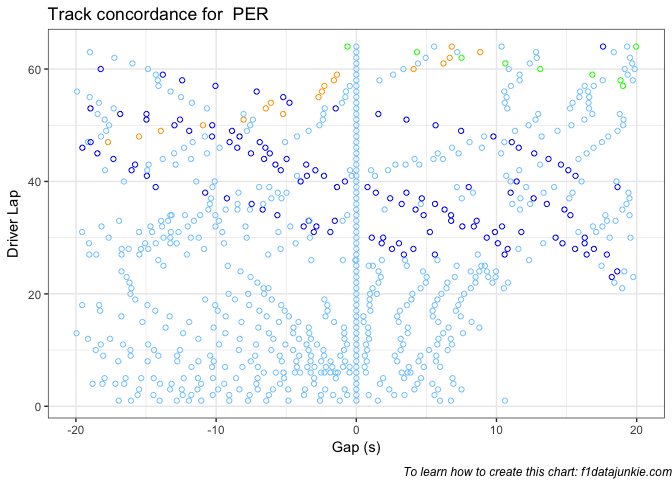 Track concordance for  PER
Driver Lap
60
40
20
0
-20
-10
0
10
20
Gap (s)
To learn how to create this chart: f1datajunkie.com